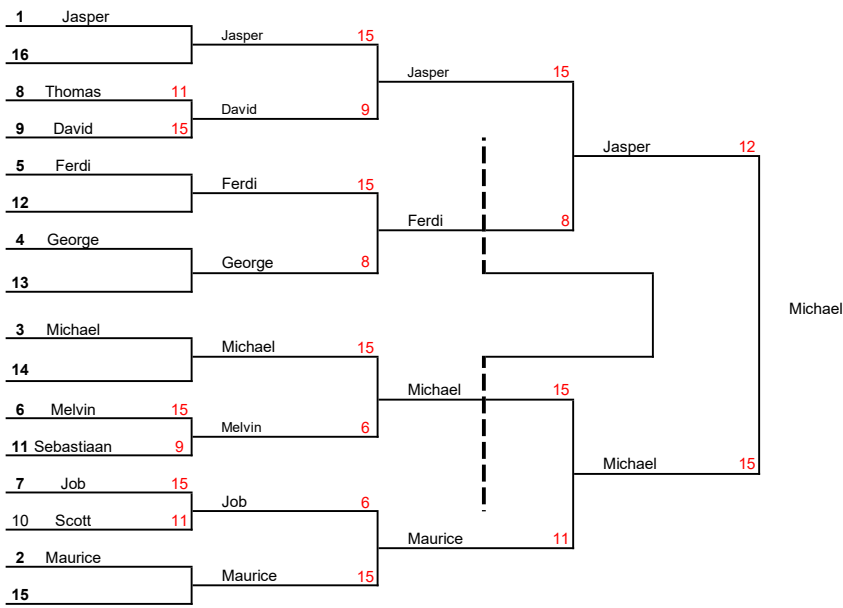 1 Jasper
16
8 Thomas 11
9 David 15
5 Ferdi
12
4 George
13
3 Michael
14
6 Melvin 15
11 Sebastiaan 9
7 Job 15
10 Scott 11
2 Maurice
15
Jasper 15
David 9
Ferdi 15
George 8
Michael 15
Melvin 6
Job 6
Maurice 15
Jasper 15
Ferdi 8
Michael 15
Maurice 11
Jasper 12
Michael 15
Michael